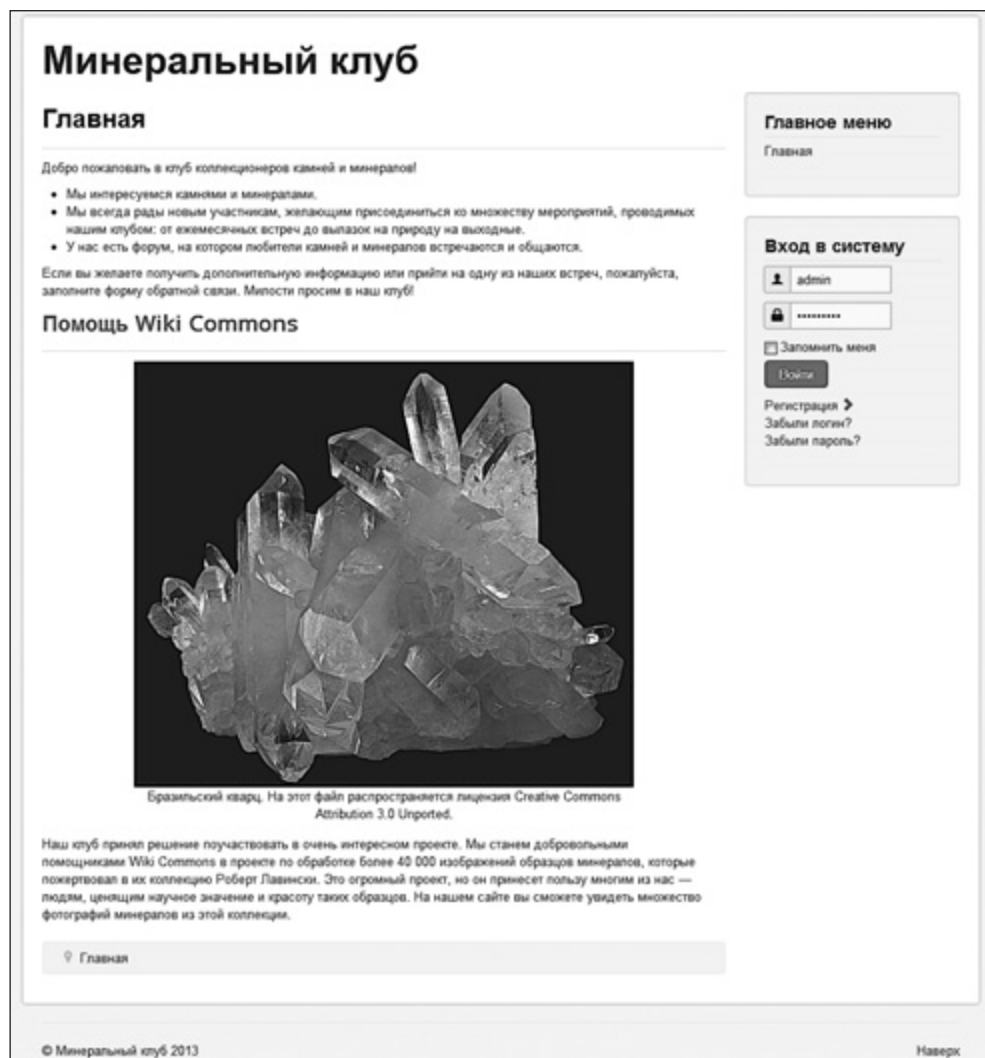 Минеральный клуб
Главная
Добро пожаловать в клуб коллекционеров камней и минералов!
• Мы интересуемся камнями и минералами.
• Мы всегда рады новым участникам, желающим присоединиться ко множеству мероприятий, проводимых
нашим клубом: от ежемесячных встреч до вылазок на природу на выходные.
• У нас есть форум, на котором любители камней и минералов встречаются и общаются.
Если вы желаете получить дополнительную информацию или прийти на одну из наших встреч, пожалуйста,
заполните форму обратной связи. Милости просим в наш клуб!
Помощь Wiki Commons
Бразильский кварц. На этот файл распространяется лицензия Creative Commons
Attribution 3.0 Unported.
Наш клуб принял решение поучаствовать в очень интересном проекте. Мы станем добровольными
помощниками Wiki Commons в проекте по обработке более 40 000 изображений образцов минералов, которые
пожертвовал в их коллекцию Роберт Лавински. Это огромный проект, но он принесет пользу многим из нас —
людям, ценящим научное значение и красоту таких образцов. На нашем сайте вы сможете увидеть множество
фотографий минералов из этой коллекции.
Главная
Главное меню
Главная
Вход в систему
admin
•••••••••
Запомнить меня
Войти
Регистрация
Забыли логин?
Забыли пароль?
© Минеральный клуб 2013
Наверх